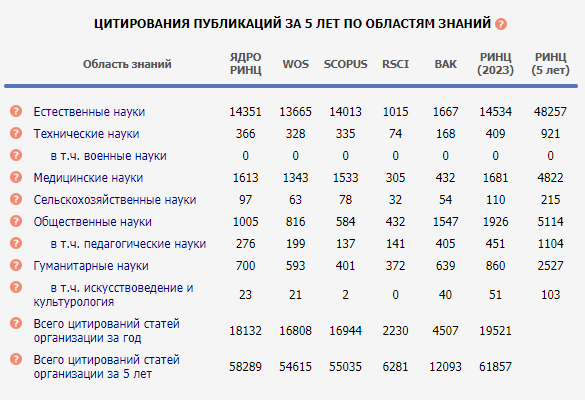 ЦИТИРОВАНИЯ ПУБЛИКАЦИЙ ЗА 5 ЛЕТ ПО ОБЛАСТЯМ ЗНАНИЙ ?
Область знаний ЯДРО РИНЦ WOS SCOPUS RSCI ВАК РИНЦ (2023) РИНЦ (5 лет)
? Естественные науки 14351 13665 14013 1015 1667 14534 48257
? Технические науки 366 328 335 74 168 409 921
? в т.ч. военные науки 0 0 0 0 0 0 0
? Медицинские науки 1613 1343 1533 305 432 1681 4822
? Сельскохозяйственные науки 97 63 78 32 54 110 215
? Общественные науки 1005 816 584 432 1547 1926 5114
? в т.ч. педагогические науки 276 199 137 141 405 451 1104
? Гуманитарные науки 700 593 401 372 639 860 2527
? в т.ч. искусствоведение и
культурология 23 21 2 0 40 51 103
? Всего цитирований статей
организации за год 18132 16808 16944 2230 4507 19521
? Всего цитирований статей
организации за 5 лет 58289 54615 55035 6281 12093 61857